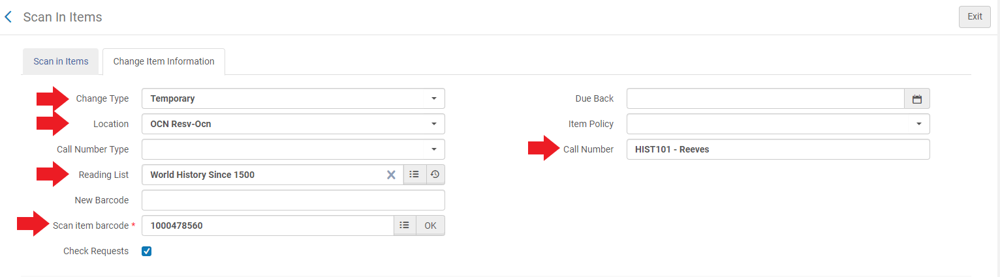 Scan In Items
Exit
Scan in Items Change Item Information
Change Type Temporary Due Back
Location OCN Resv-Ocn Item Policy
Call Number Type Call Number HIST101 - Reeves
Reading List World History Since 1500
New Barcode
Scan item barcode * 1000478560 OK
Check Requests